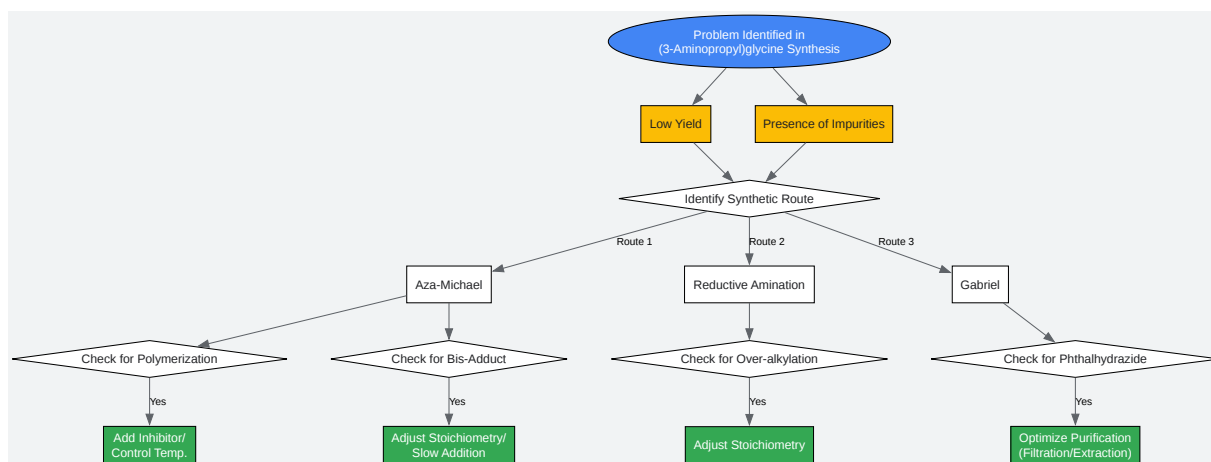 Problem Identified in
(3-Aminopropyl)glycine Synthesis
Low Yield
Presence of Impurities
Identify Synthetic Route
Route 1
Route 2
Route 3
Aza-Michael
Reductive Amination
Gabriel
Check for Polymerization
Check for Bis-Adduct
Check for Over-alkylation
Check for Phthalhydrazide
Yes
Yes
Yes
Yes
Add Inhibitor/
Control Temp.
Adjust Stoichiometry/
Slow Addition
Adjust Stoichiometry
Optimize Purification
(Filtration/Extraction)